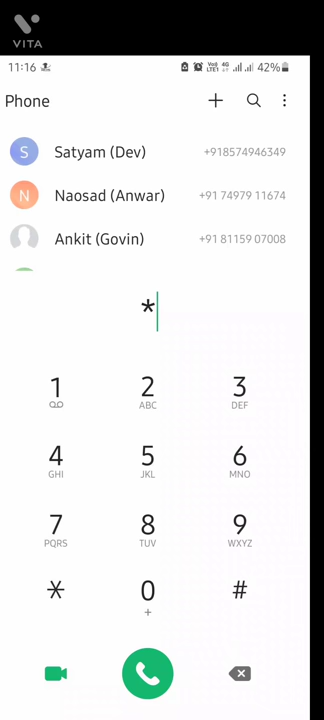 VITA
11:16 42%
Phone
S Satyam (Dev) +918574946349
N Naosad (Anwar) +91 74979 11674
Ankit (Govin) +91 81159 07008
*
1 2 3
ABC DEF
4 5 6
GHI JKL MNO
7 8 9
PQRS TUV WXYZ
* 0 #
+